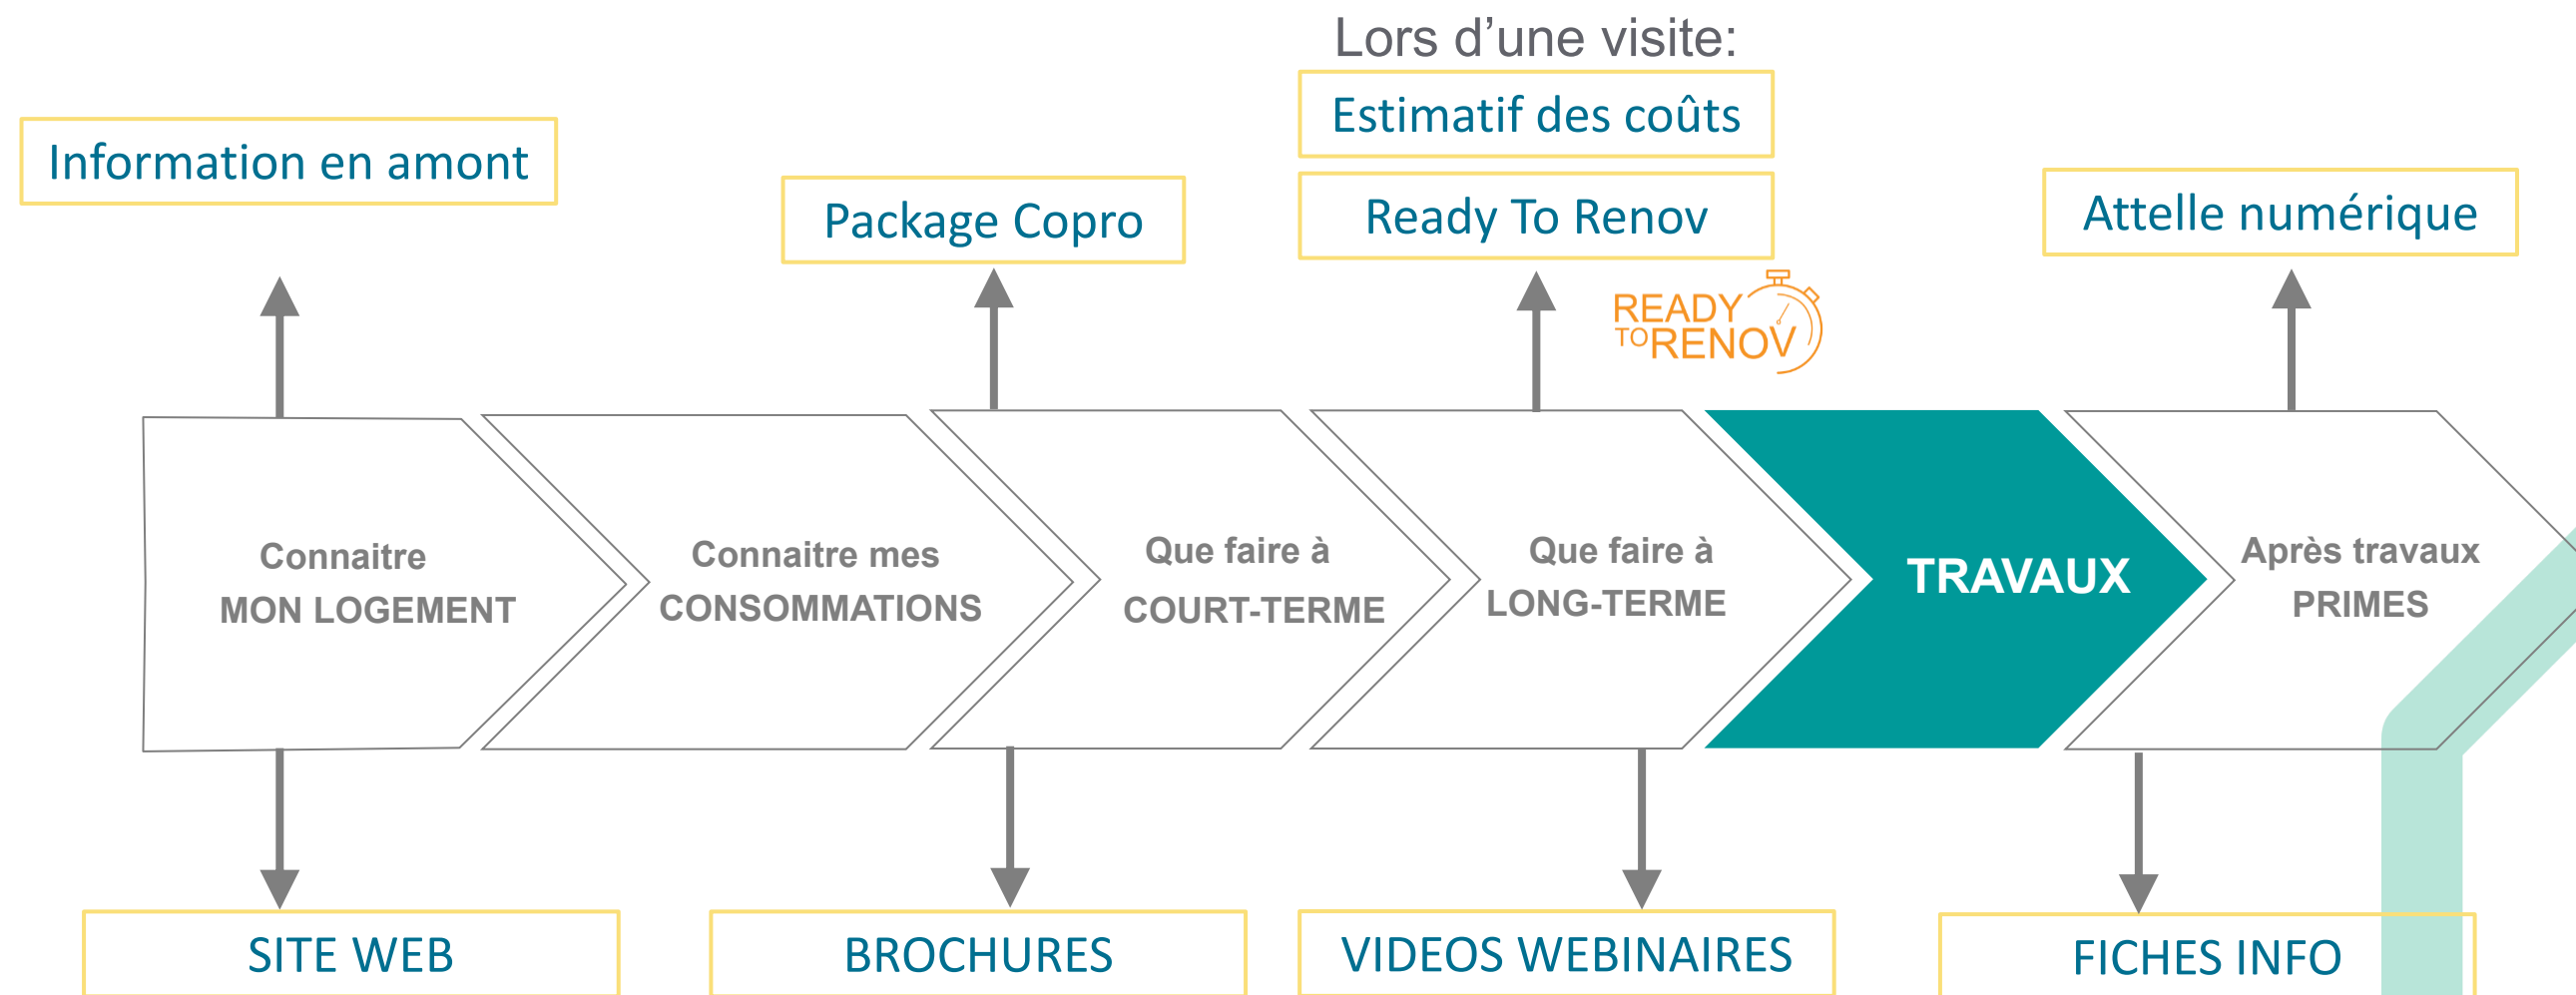 Lors d’une visite:
Estimatif des coûts
Information en amont
Package Copro
Ready To Renov
Attelle numérique
READY
TO RENOV
Connaitre
MON LOGEMENT
Connaitre mes
CONSOMMATIONS
Que faire à
COURT-TERME
Que faire à
LONG-TERME
TRAVAUX
Après travaux
PRIMES
SITE WEB
BROCHURES
VIDEOS WEBINAIRES
FICHES INFO